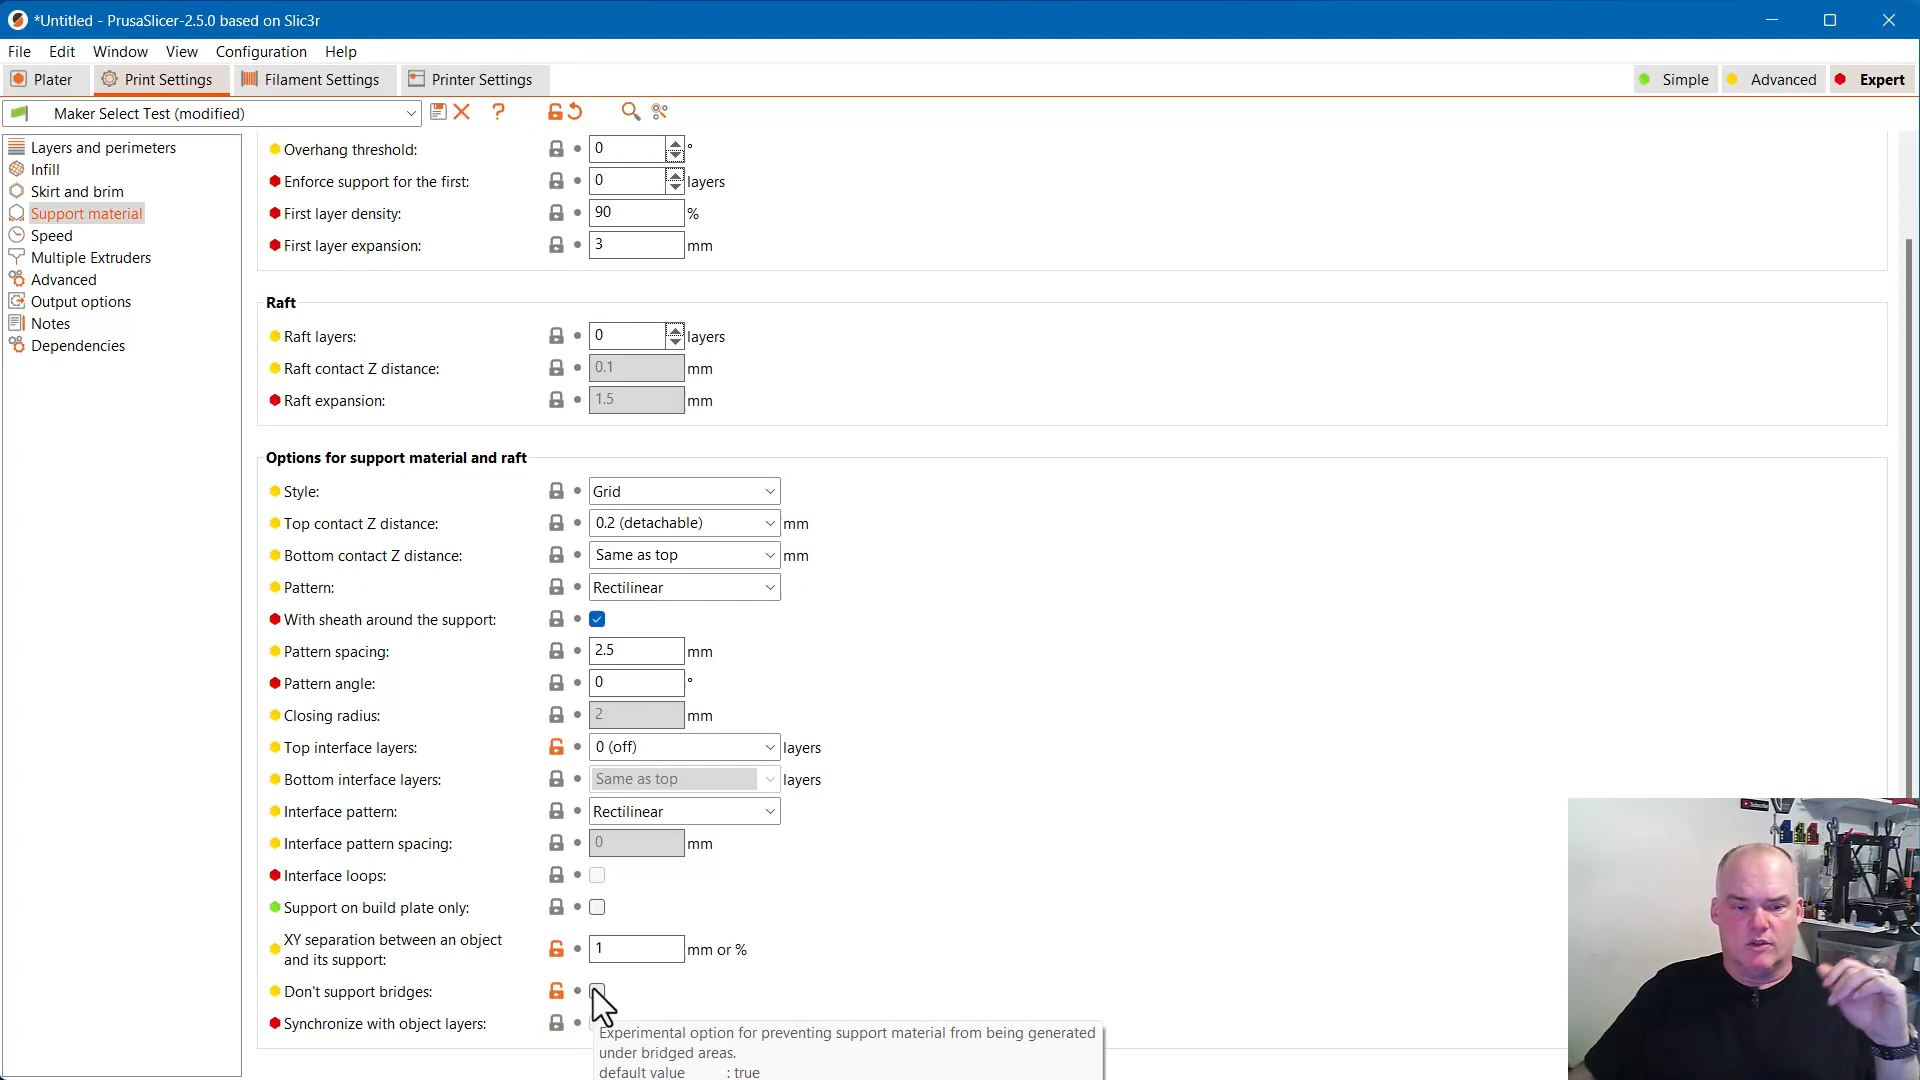 *Untitled - PrusaSlicer-2.5.0 based on Slic3r
File Edit Window View Configuration Help
Plater Print Settings Filament Settings Printer Settings Simple Advanced Expert
Maker Select Test (modified) ?
Layers and perimeters
Infill
Skirt and brim
Support material
Speed
Multiple Extruders
Advanced
Output options
Notes
Dependencies
Overhang threshold: 0 °
Enforce support for the first: 0 layers
First layer density: 90 %
First layer expansion: 3 mm
Raft
Raft layers: 0 layers
Raft contact Z distance: 0.1 mm
Raft expansion: 1.5 mm
Options for support material and raft
Style: Grid
Top contact Z distance: 0.2 (detachable) mm
Bottom contact Z distance: Same as top mm
Pattern: Rectilinear
With sheath around the support:
Pattern spacing: 2.5 mm
Pattern angle: 0 °
Closing radius: 2 mm
Top interface layers: 0 (off) layers
Bottom interface layers: Same as top layers
Interface pattern: Rectilinear
Interface pattern spacing: 0 mm
Interface loops:
Support on build plate only:
XY separation between an object
and its support: 1 mm or %
Don't support bridges:
Synchronize with object layers:
Experimental option for preventing support material from being generated
under bridged areas.
default value : true
Subscribe